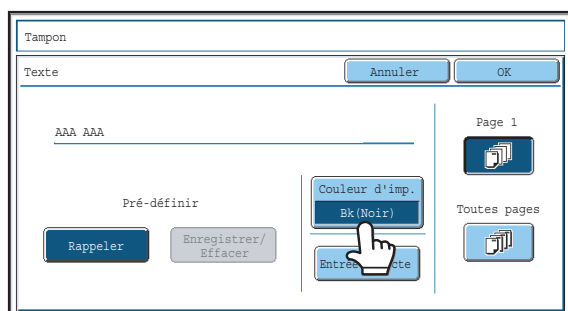 Tampon
Texte
Annuler
OK
AAA AAA
Page 1
Couleur d'imp.
Bk(Noir)
Pré-définir
Toutes pages
Rappeler
Enregistrer/
Effacer